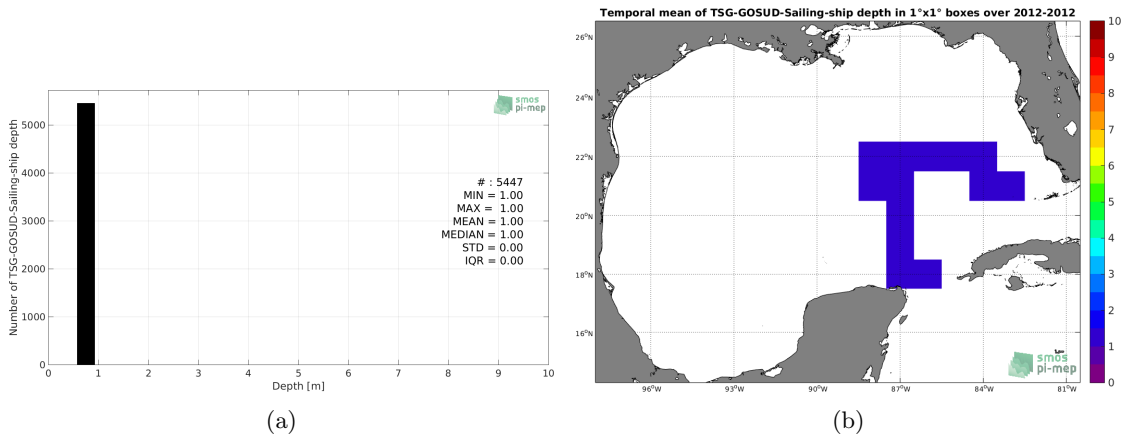 smos
pi-mep
Number of TSG-GOSUD-Sailing-ship depth
5000
4000
3000
2000
1000
0
# : 5447
MIN = 1.00
MAX = 1.00
MEAN = 1.00
MEDIAN = 1.00
STD = 0.00
IQR = 0.00
0 1 2 3 4 5 6 7 8 9 10
Depth [m]
(a)
Temporal mean of TSG-GOSUD-Sailing-ship depth in 1°x1° boxes over 2012-2012
26°N
24°N
22°N
20°N
18°N
16°N
96°W 93°W 90°W 87°W 84°W 81°W
smos
pi-mep
10
9
8
7
6
5
4
3
2
1
0
(b)